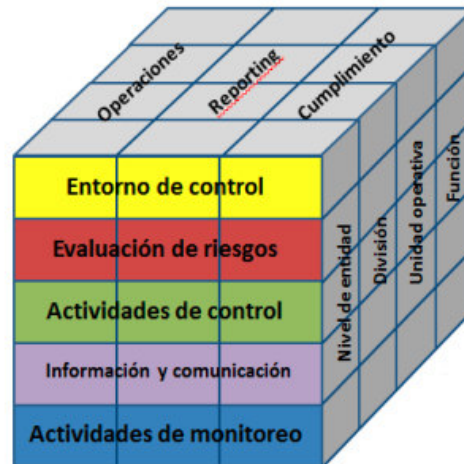 Operaciones
Reporting
Cumplimiento
Entorno de control
Evaluación de riesgos
Actividades de control
Información y comunicación
Actividades de monitoreo
Nivel de entidad
División
Unidad operativa
Función